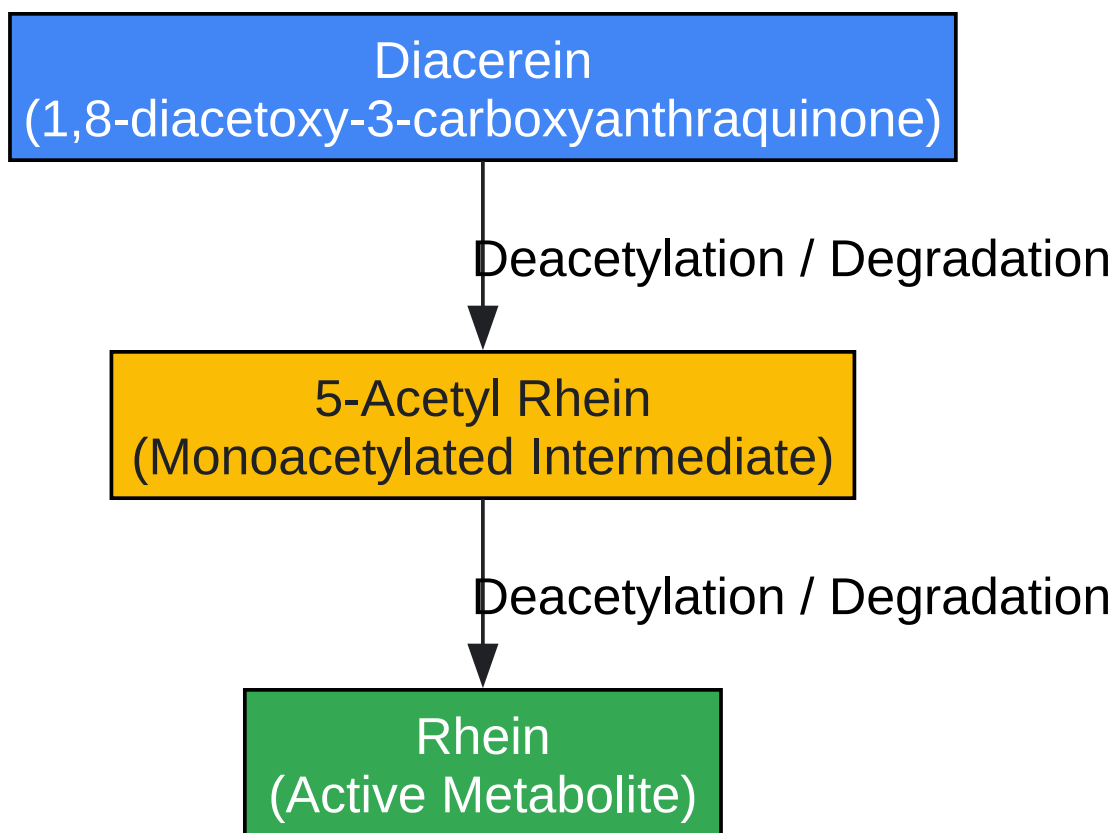 Diacerein
(1,8-diacetoxy-3-carboxyanthraquinone)
Deacetylation / Degradation
5-Acetyl Rhein
(Monoacetylated Intermediate)
Deacetylation / Degradation
Rhein
(Active Metabolite)